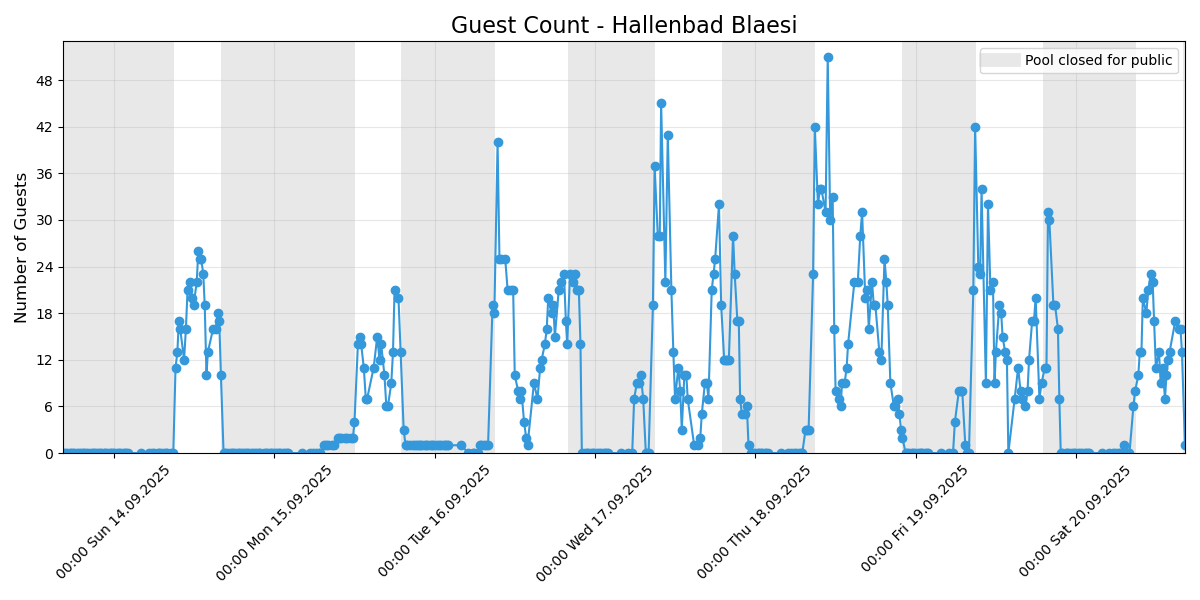 Guest Count - Hallenbad Blaesi
Pool closed for public
Number of Guests
48
42
36
30
24
18
12
6
0
00:00 Sun 14.09.2025
00:00 Mon 15.09.2025
00:00 Tue 16.09.2025
00:00 Wed 17.09.2025
00:00 Thu 18.09.2025
00:00 Fri 19.09.2025
00:00 Sat 20.09.2025